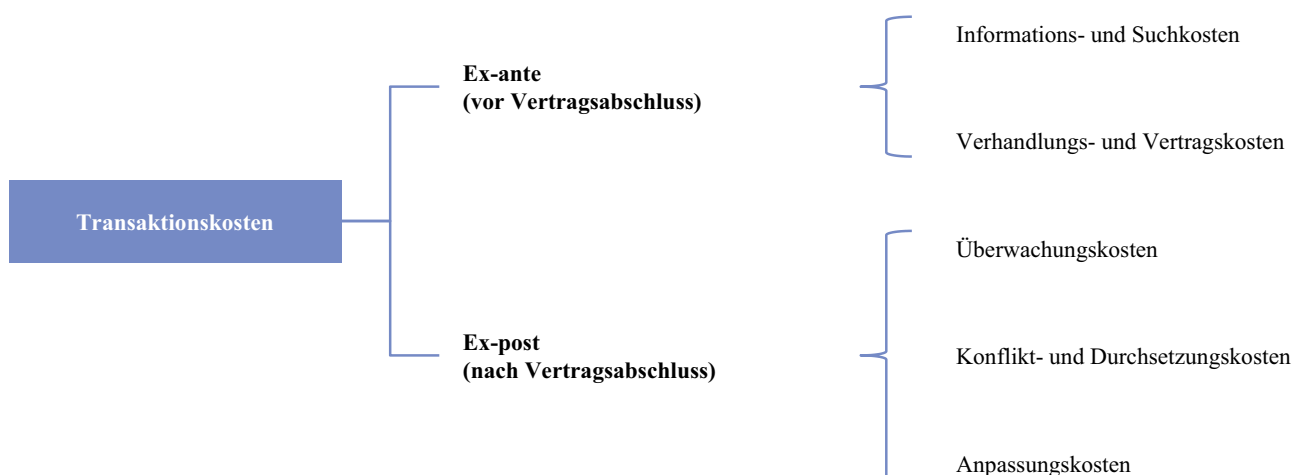 Transaktionskosten
Ex-ante
(vor Vertragsabschluss)
Informations- und Suchkosten
Verhandlungs- und Vertragskosten
Ex-post
(nach Vertragsabschluss)
Überwachungskosten
Konflikt- und Durchsetzungskosten
Anpassungskosten